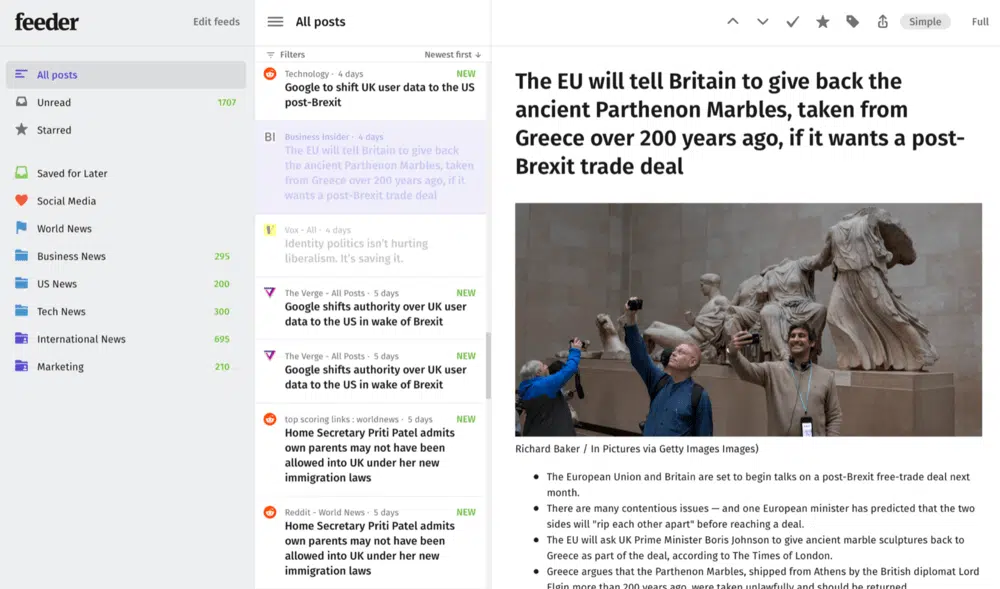 feeder
Edit feeds
All posts
Unread
1707
Starred
Saved for Later
Social Media
World News
Business News
295
US News
200
Tech News
300
International News
695
Marketing
210
All posts
Filters
Newest first ↓
Technology · 4 days
NEW
Google to shift UK user data to the US
post-Brexit
BI
Business Insider · 4 days
The EU will tell Britain to give back
the ancient Parthenon Marbles, taken
from Greece over 200 years ago, if it
wants a post-Brexit trade deal
Vox - All · 4 days
Identity politics isn't hurting
liberalism. It's saving it.
The Verge - All Posts · 5 days
NEW
Google shifts authority over UK user
data to the US in wake of Brexit
The Verge - All Posts · 5 days
NEW
Google shifts authority over UK user
data to the US in wake of Brexit
top scoring links : worldnews · 5 days
NEW
Home Secretary Priti Patel admits
own parents may not have been
allowed into UK under her new
immigration laws
Reddit - World News · 5 days
NEW
Home Secretary Priti Patel admits
own parents may not have been
allowed into UK under her new
immigration laws
Simple
Full
The EU will tell Britain to give back the
ancient Parthenon Marbles, taken from
Greece over 200 years ago, if it wants a post-
Brexit trade deal
Richard Baker / In Pictures via Getty Images Images)
• The European Union and Britain are set to begin talks on a post-Brexit free-trade deal next
month.
• There are many contentious issues — and one European minister has predicted that the two
sides will "rip each other apart" before reaching a deal.
• The EU will ask UK Prime Minister Boris Johnson to give ancient marble sculptures back to
Greece as part of the deal, according to The Times of London.
• Greece argues that the Parthenon Marbles, shipped from Athens by the British diplomat Lord
Elgin more than 200 years ago, were taken unlawfully and should be returned.